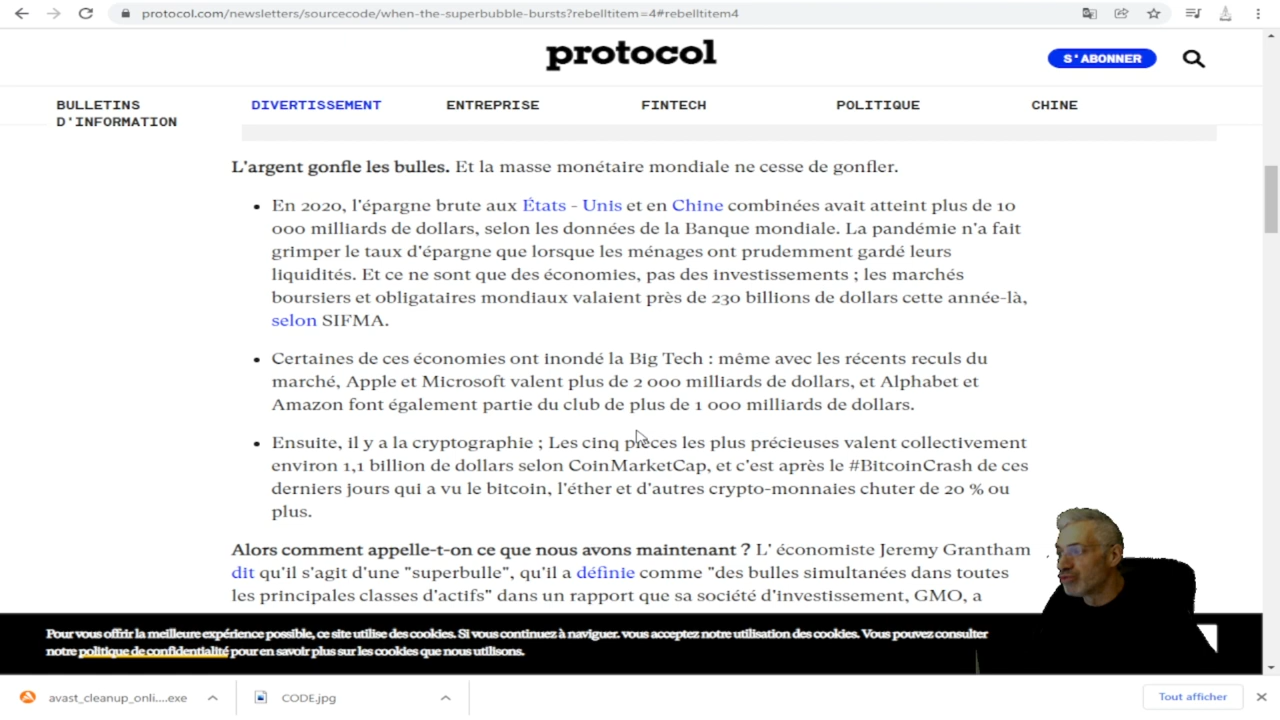 protocol.com/newsletters/sourcecode/when-the-superbubble-bursts?rebelltitem=4#rebelltitem4
protocol
S'ABONNER
BULLETINS
D'INFORMATION
DIVERTISSEMENT
ENTREPRISE
FINTECH
POLITIQUE
CHINE
L'argent gonfle les bulles. Et la masse monétaire mondiale ne cesse de gonfler.
• En 2020, l'épargne brute aux États - Unis et en Chine combinées avait atteint plus de 10
000 milliards de dollars, selon les données de la Banque mondiale. La pandémie n'a fait
grimper le taux d'épargne que lorsque les ménages ont prudemment gardé leurs
liquidités. Et ce ne sont que des économies, pas des investissements ; les marchés
boursiers et obligataires mondiaux valaient près de 230 billions de dollars cette année-là,
selon SIFMA.
• Certaines de ces économies ont inondé la Big Tech : même avec les récents reculs du
marché, Apple et Microsoft valent plus de 2 000 milliards de dollars, et Alphabet et
Amazon font également partie du club de plus de 1 000 milliards de dollars.
• Ensuite, il y a la cryptographie ; Les cinq pièces les plus précieuses valent collectivement
environ 1,1 billion de dollars selon CoinMarketCap, et c'est après le #BitcoinCrash de ces
derniers jours qui a vu le bitcoin, l'éther et d'autres crypto-monnaies chuter de 20 % ou
plus.
Alors comment appelle-t-on ce que nous avons maintenant ? L' économiste Jeremy Grantham
dit qu'il s'agit d'une "superbulle", qu'il a définie comme "des bulles simultanées dans toutes
les principales classes d'actifs" dans un rapport que sa société d'investissement, GMO, a
Pour vous offrir la meilleure expérience possible, ce site utilise des cookies. Si vous continuez à naviguer. vous acceptez notre utilisation des cookies. Vous pouvez consulter
notre politique de confidentialité pour en savoir plus sur les cookies que nous utilisons.
avast_cleanup_onli....exe
CODE.jpg
Tout afficher